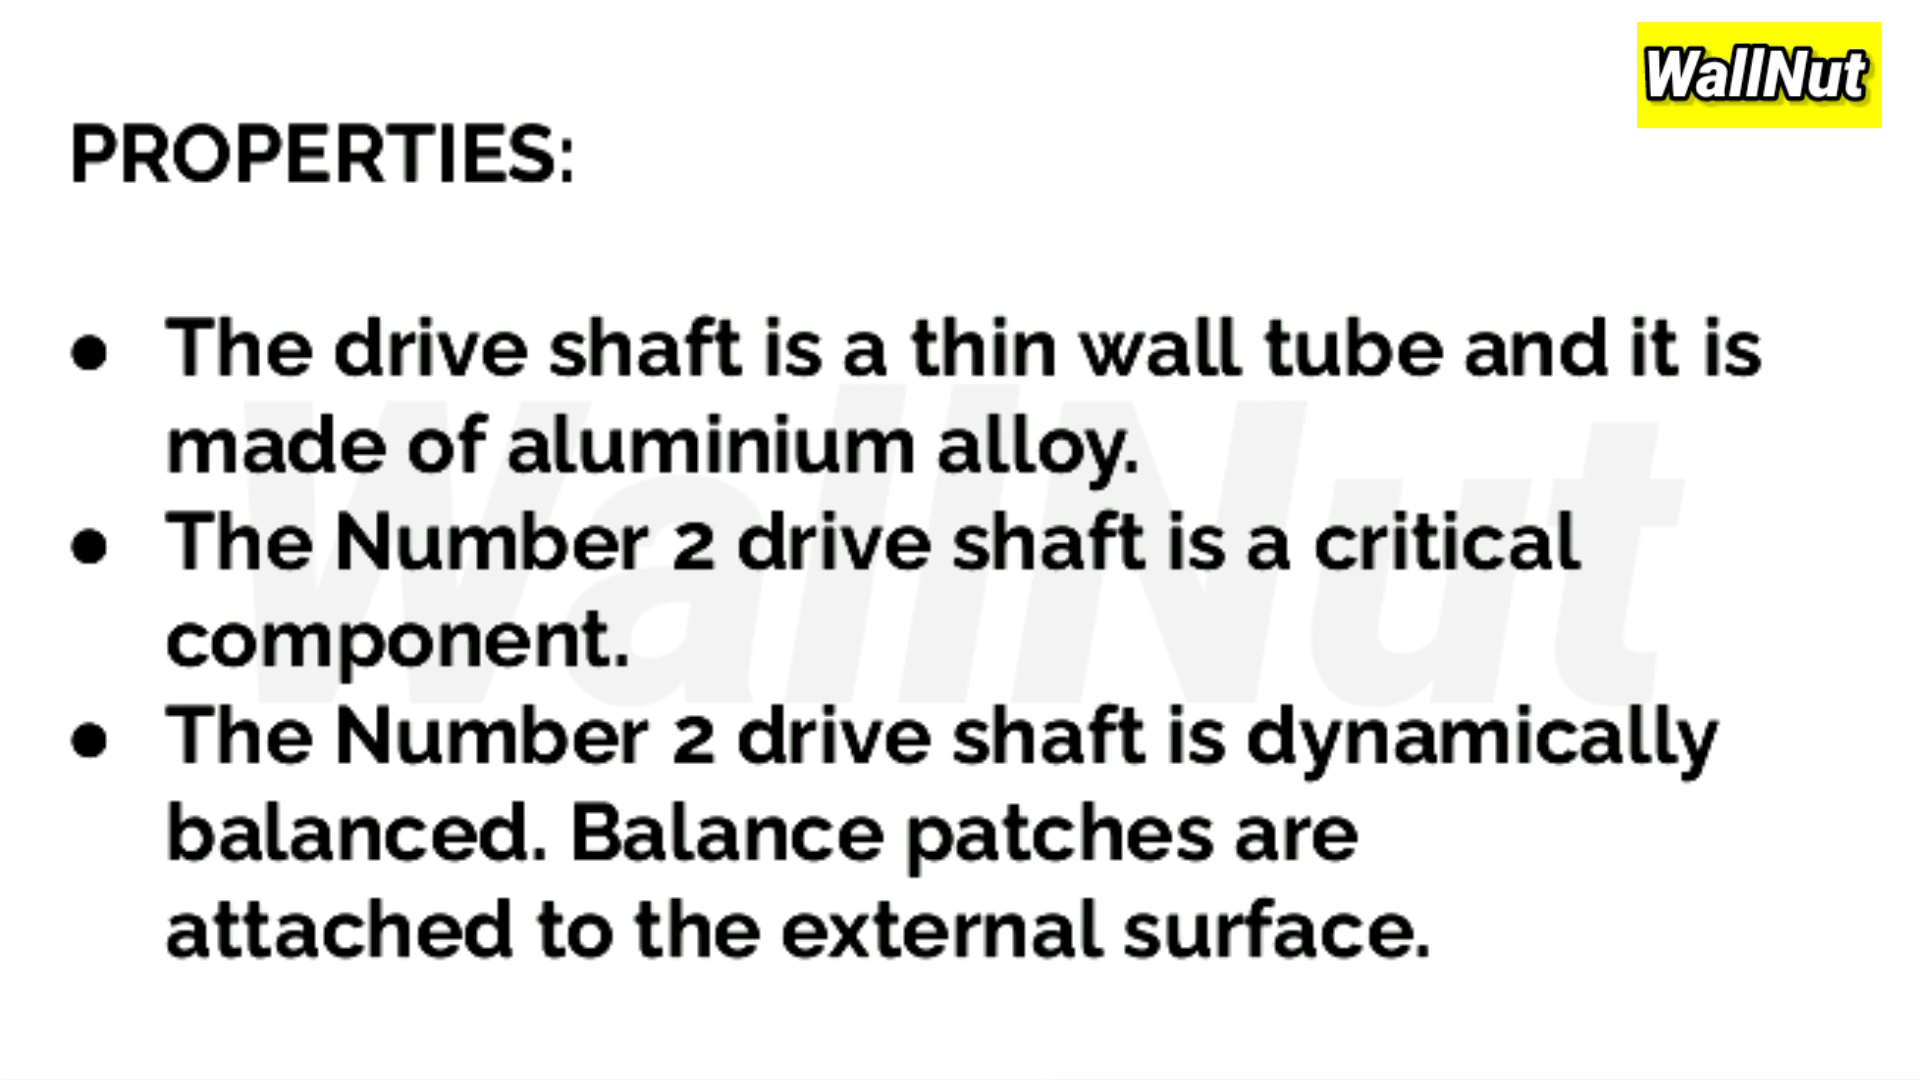 WallNut
PROPERTIES:
● The drive shaft is a thin wall tube and it is
made of aluminium alloy.
● The Number 2 drive shaft is a critical
component.
● The Number 2 drive shaft is dynamically
balanced. Balance patches are
attached to the external surface.
WallNut